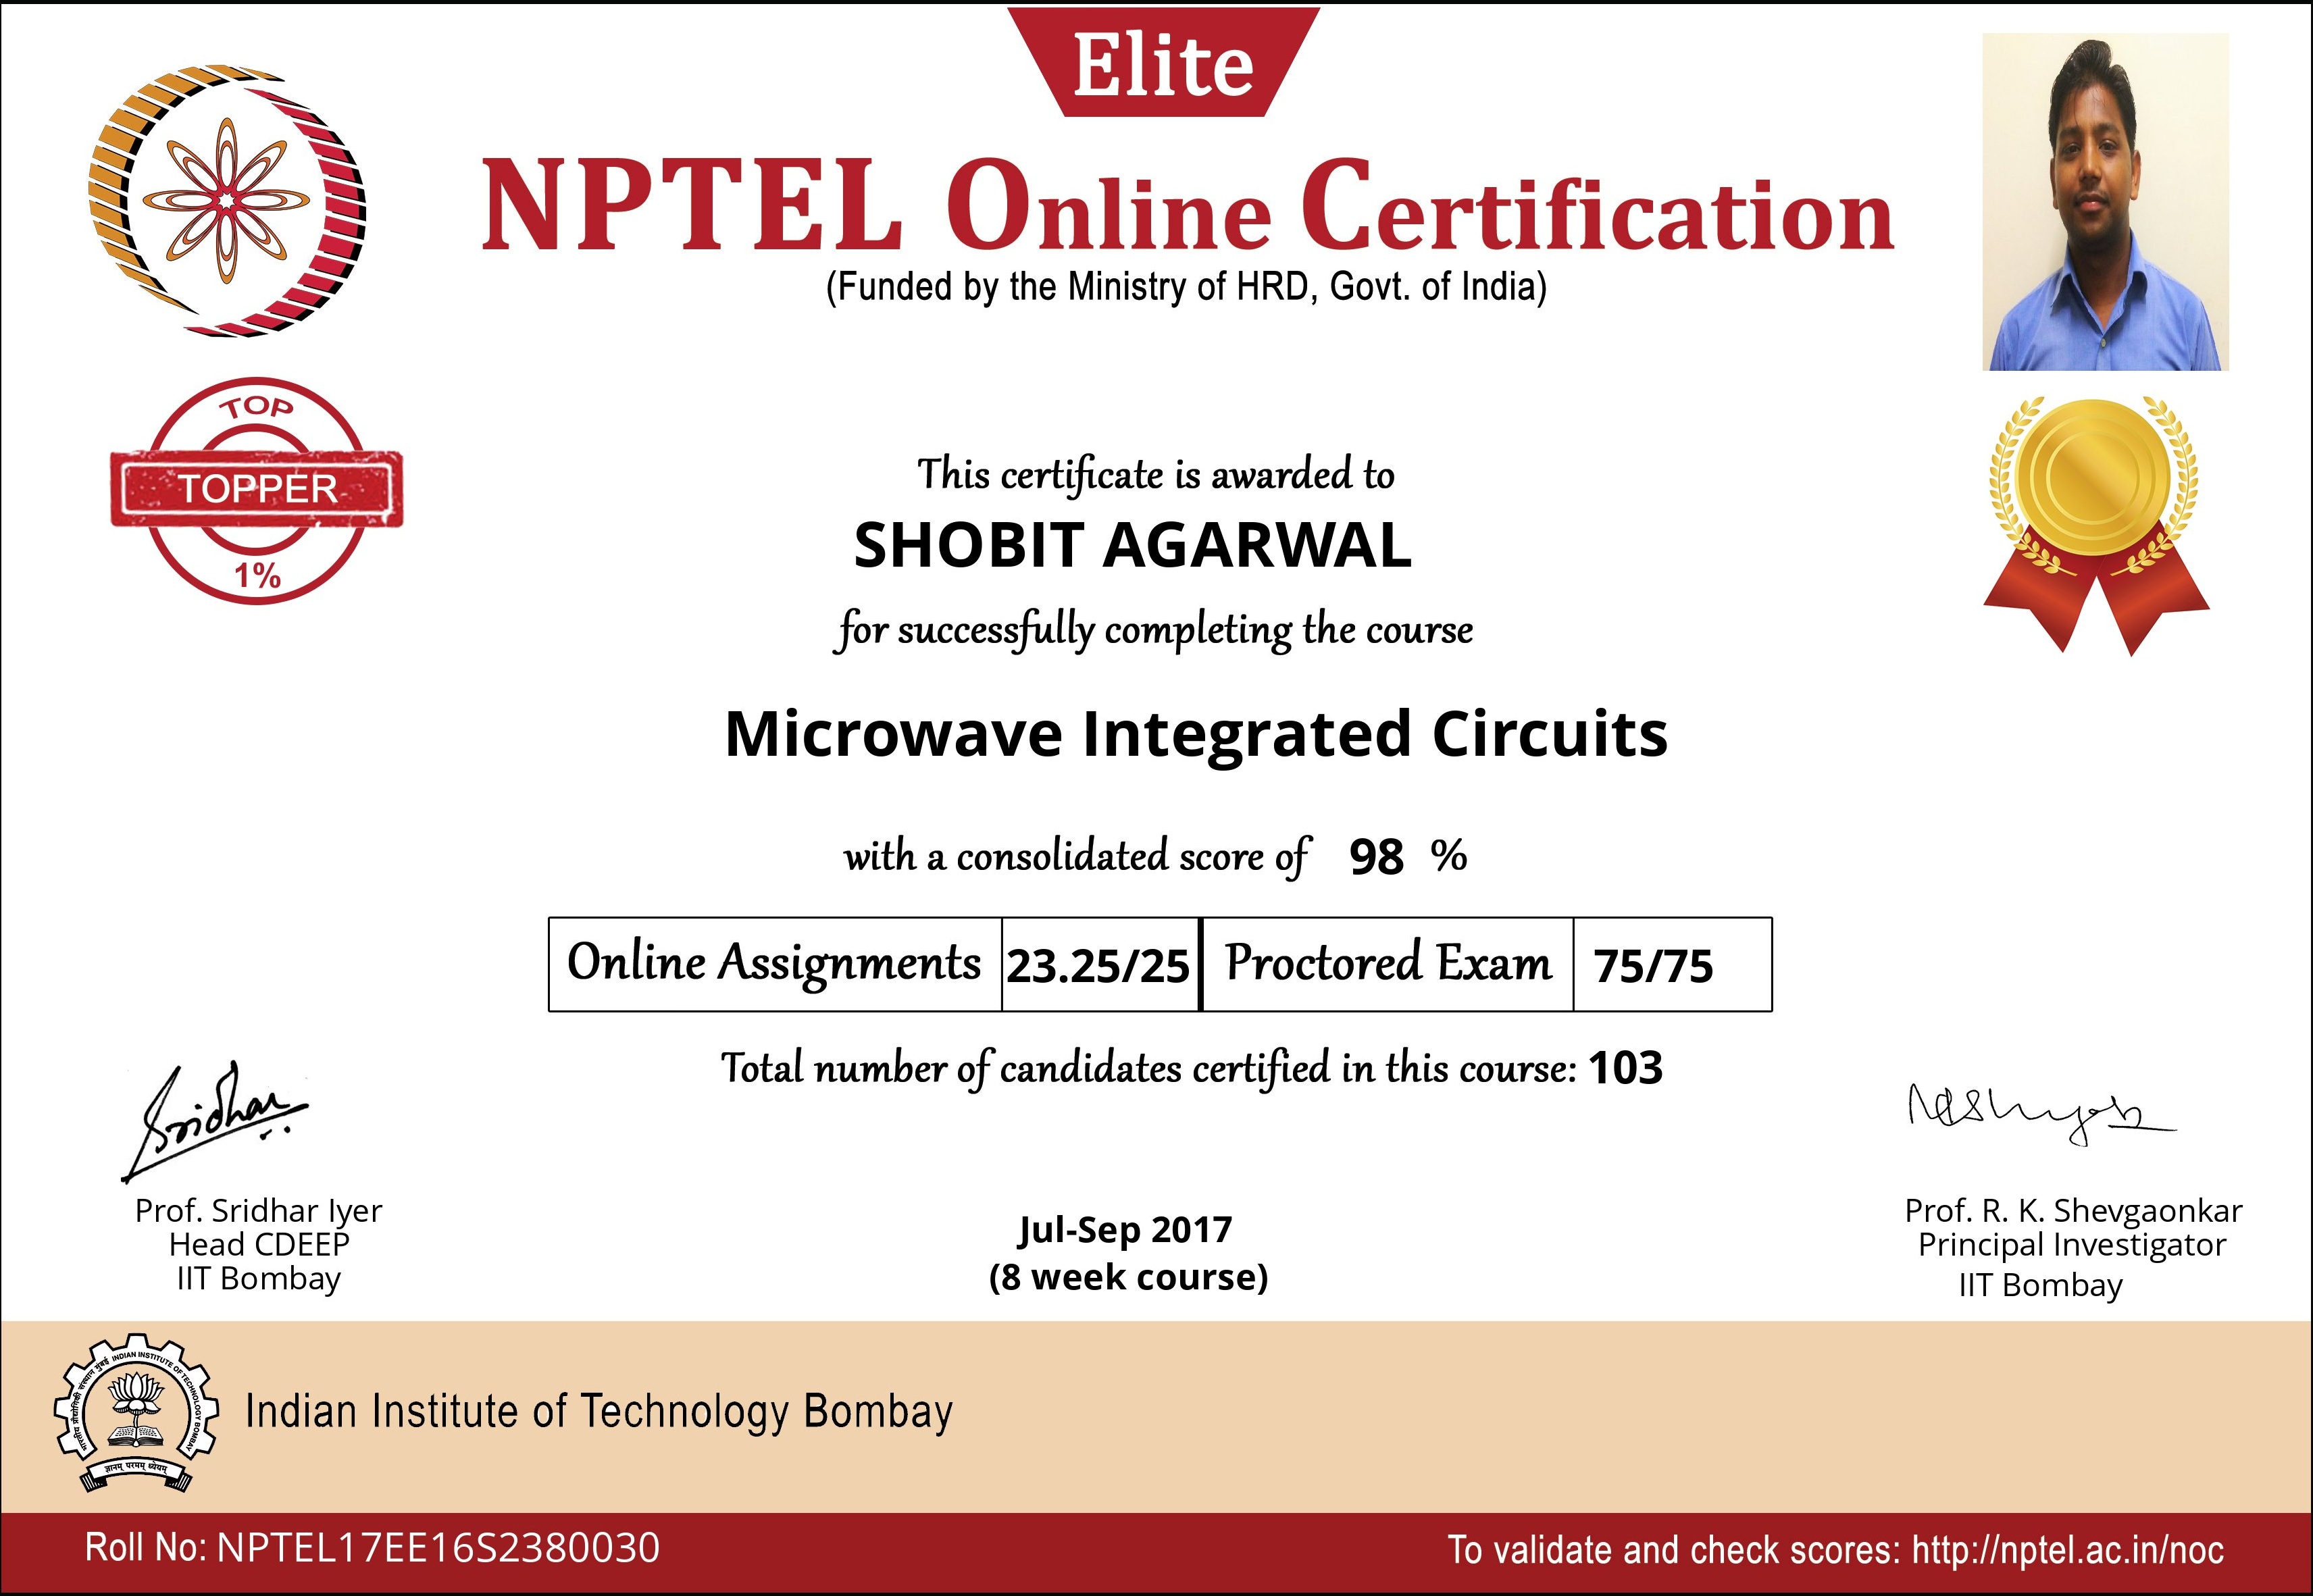 Elite
NPTEL Online Certification
(Funded by the Ministry of HRD, Govt. of India)
TOP
TOPPER
1%
This certificate is awarded to
SHOBIT AGARWAL
for successfully completing the course
Microwave Integrated Circuits
with a consolidated score of 98 %
Online Assignments 23.25/25 Proctored Exam 75/75
Total number of candidates certified in this course: 103
Sridhar
Prof. Sridhar Iyer
Head CDEEP
IIT Bombay
Jul-Sep 2017
(8 week course)
Prof. R. K. Shevgaonkar
Principal Investigator
IIT Bombay
भारतीय प्रौद्योगिकी संस्थान मुंबई INDIAN INSTITUTE OF TECHNOLOGY BOMBAY
ज्ञानम् परमम् ध्येयम्
Indian Institute of Technology Bombay
Roll No: NPTEL17EE16S2380030
To validate and check scores: http://nptel.ac.in/noc